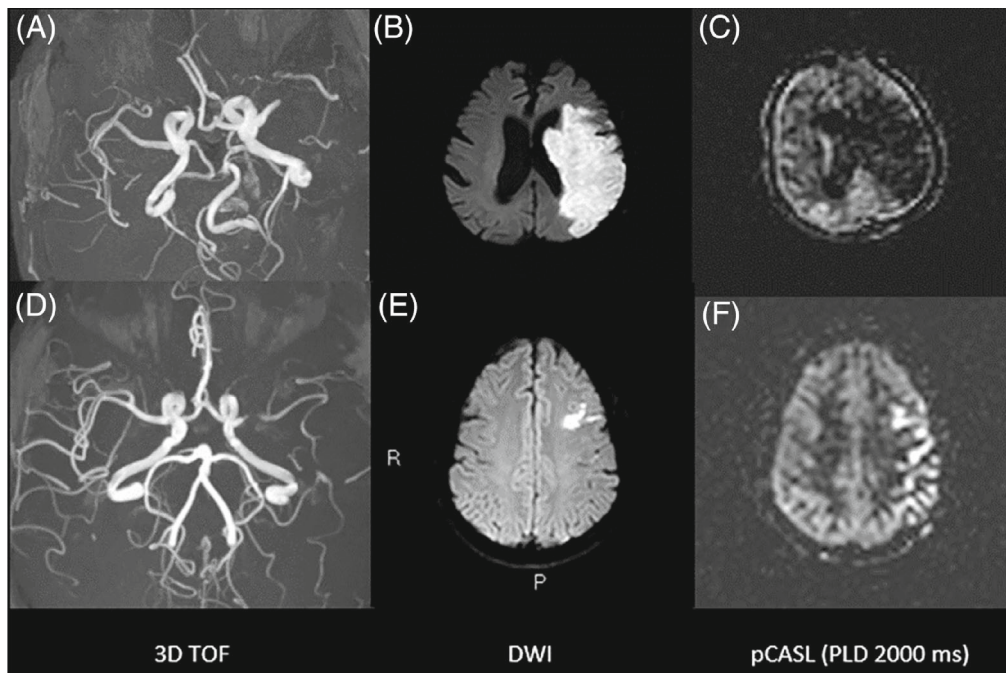 (A)
(B)
(C)
(D)
(E)
(F)
R
P
3D TOF
DWI
pCASL (PLD 2000 ms)